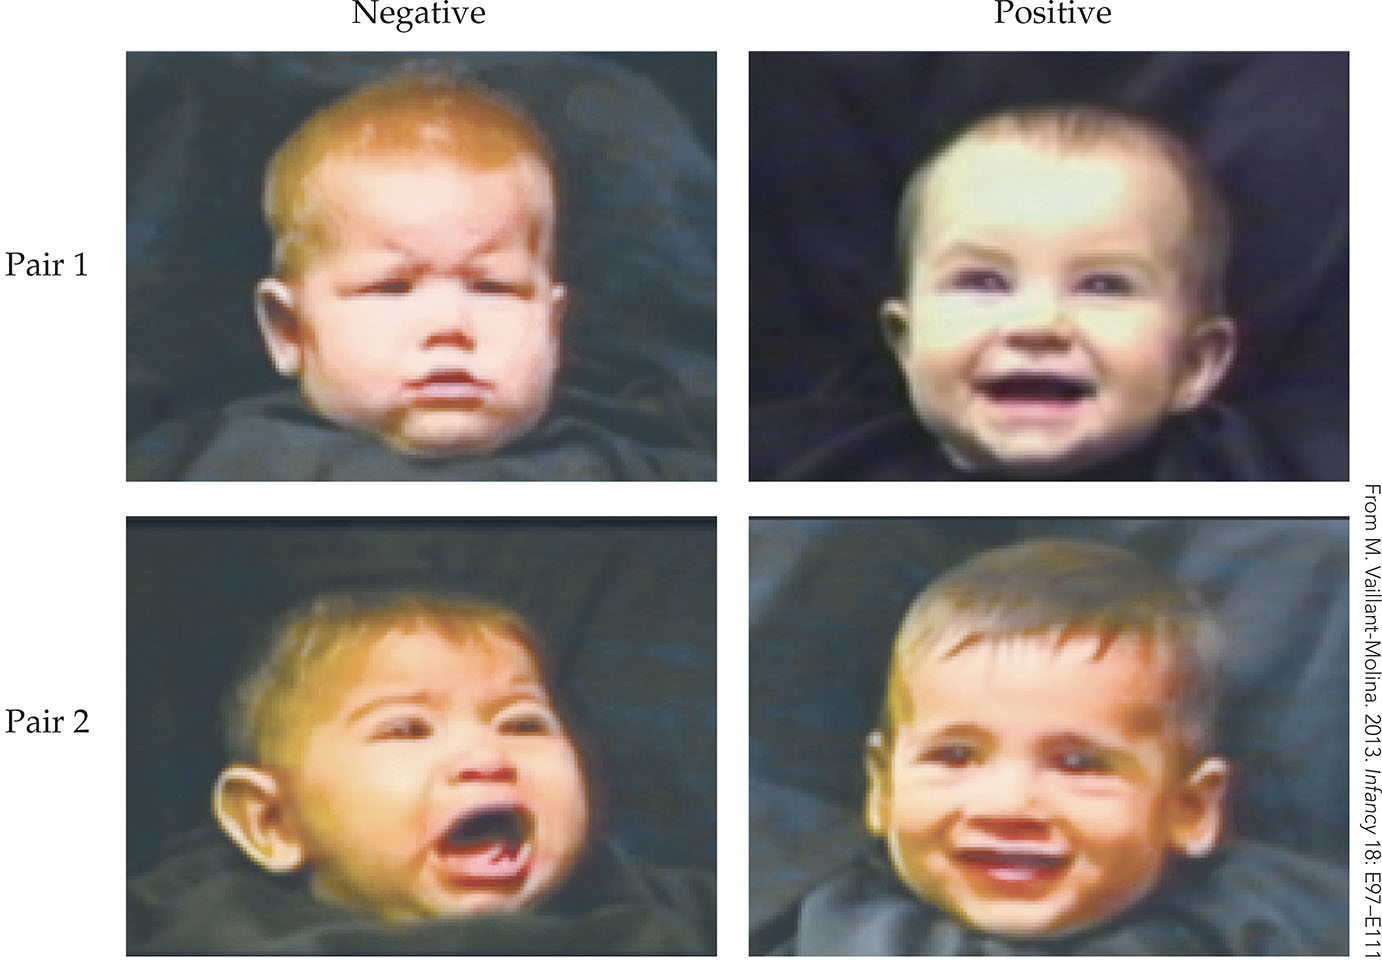 Negative
Positive
Pair 1
Pair 2
From M. Vaillant-Molina. 2013. Infancy 18: E97–E111